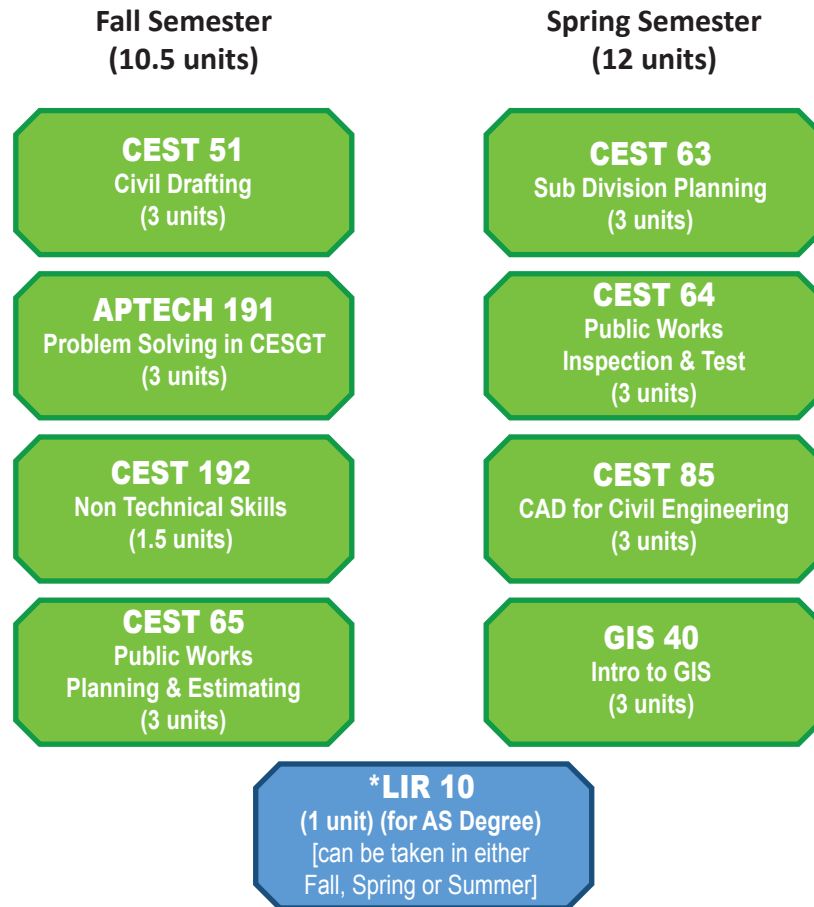 Fall Semester
(10.5 units)
CEST 51
Civil Drafting
(3 units)
APTECH 191
Problem Solving in CESGT
(3 units)
CEST 192
Non Technical Skills
(1.5 units)
CEST 65
Public Works
Planning & Estimating
(3 units)
Spring Semester
(12 units)
CEST 63
Sub Division Planning
(3 units)
CEST 64
Public Works
Inspection & Test
(3 units)
CEST 85
CAD for Civil Engineering
(3 units)
GIS 40
Intro to GIS
(3 units)
*LIR 10
(1 unit) (for AS Degree)
[can be taken in either
Fall, Spring or Summer]